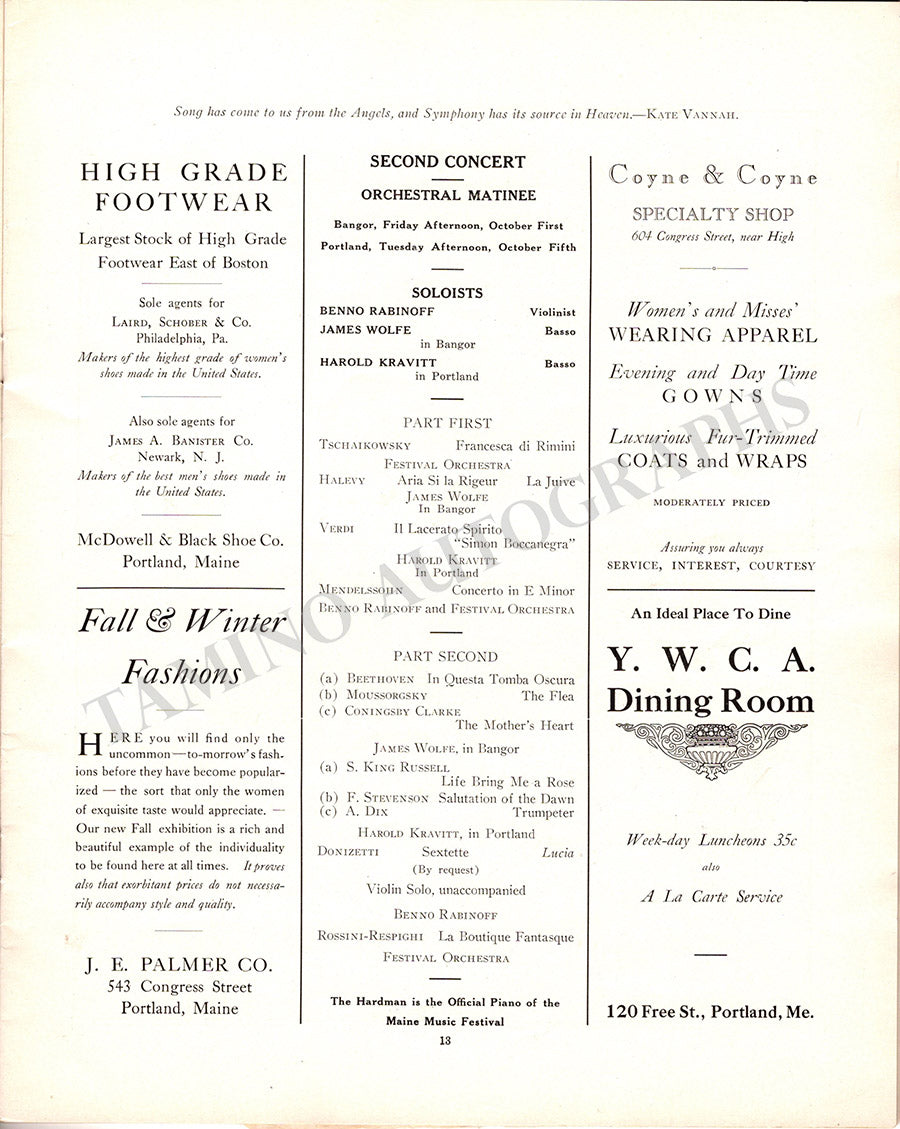 Song has come to us from the Angels, and Symphony has its source in Heaven.—KATE VANNAH.
HIGH GRADE
FOOTWEAR
Largest Stock of High Grade
Footwear East of Boston
Sole agents for
LAIRD, SCHOBER & CO.
Philadelphia, Pa.
Makers of the highest grade of women's
shoes made in the United States.
Also sole agents for
JAMES A. BANISTER CO.
Newark, N. J.
Makers of the best men's shoes made in
the United States.
McDowell & Black Shoe Co.
Portland, Maine
Fall & Winter
Fashions
HERE you will find only the
uncommon—to-morrow's fash-
ions before they have become popular-
ized — the sort that only the women
of exquisite taste would appreciate. —
Our new Fall exhibition is a rich and
beautiful example of the individuality
to be found here at all times. It proves
also that exorbitant prices do not necessa-
rily accompany style and quality.
J. E. PALMER CO.
543 Congress Street
Portland, Maine
SECOND CONCERT
ORCHESTRAL MATINEE
Bangor, Friday Afternoon, October First
Portland, Tuesday Afternoon, October Fifth
SOLOISTS
BENNO RABINOFF Violinist
JAMES WOLFE Basso
in Bangor
HAROLD KRAVITT Basso
in Portland
PART FIRST
TSCHAIKOWSKY Francesca di Rimini
FESTIVAL ORCHESTRA
HALEVY Aria Si la Rigeur La Juive
JAMES WOLFE
In Bangor
VERDI Il Lacerato Spirito
"Simon Boccanegra"
HAROLD KRAVITT
In Portland
MENDELSSOHN Concerto in E Minor
BENNO RABINOFF and FESTIVAL ORCHESTRA
PART SECOND
(a) BEETHOVEN In Questa Tomba Oscura
(b) MOUSSORGSKY The Flea
(c) CONINGSBY CLARKE
The Mother's Heart
JAMES WOLFE, in Bangor
(a) S. KING RUSSELL
Life Bring Me a Rose
(b) F. STEVENSON Salutation of the Dawn
(c) A. DIX Trumpeter
HAROLD KRAVITT, in Portland
DONIZETTI Sextette Lucia
(By request)
Violin Solo, unaccompanied
BENNO RABINOFF
ROSSINI-RESPIGHI La Boutique Fantasque
FESTIVAL ORCHESTRA
The Hardman is the Official Piano of the
Maine Music Festival
13
Coyne & Coyne
SPECIALTY SHOP
604 Congress Street, near High
Women's and Misses'
WEARING APPAREL
Evening and Day Time
GOWNS
Luxurious Fur-Trimmed
COATS and WRAPS
MODERATELY PRICED
Assuring you always
SERVICE, INTEREST, COURTESY
An Ideal Place To Dine
Y. W. C. A.
Dining Room
Week-day Luncheons 35c
also
A La Carte Service
120 Free St., Portland, Me.
TAMINO AUTOGRAPHS